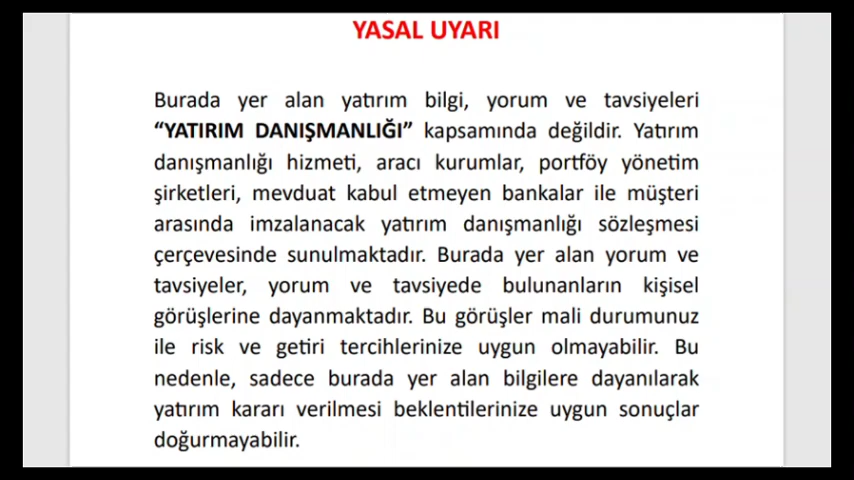 YASAL UYARI
Burada yer alan yatırım bilgi, yorum ve tavsiyeleri
“YATIRIM DANIŞMANLIĞI” kapsamında değildir. Yatırım
danışmanlığı hizmeti, aracı kurumlar, portföy yönetim
şirketleri, mevduat kabul etmeyen bankalar ile müşteri
arasında imzalanacak yatırım danışmanlığı sözleşmesi
çerçevesinde sunulmaktadır. Burada yer alan yorum ve
tavsiyeler, yorum ve tavsiyede bulunanların kişisel
görüşlerine dayanmaktadır. Bu görüşler mali durumunuz
ile risk ve getiri tercihlerinize uygun olmayabilir. Bu
nedenle, sadece burada yer alan bilgilere dayanılarak
yatırım kararı verilmesi beklentilerinize uygun sonuçlar
doğurmayabilir.